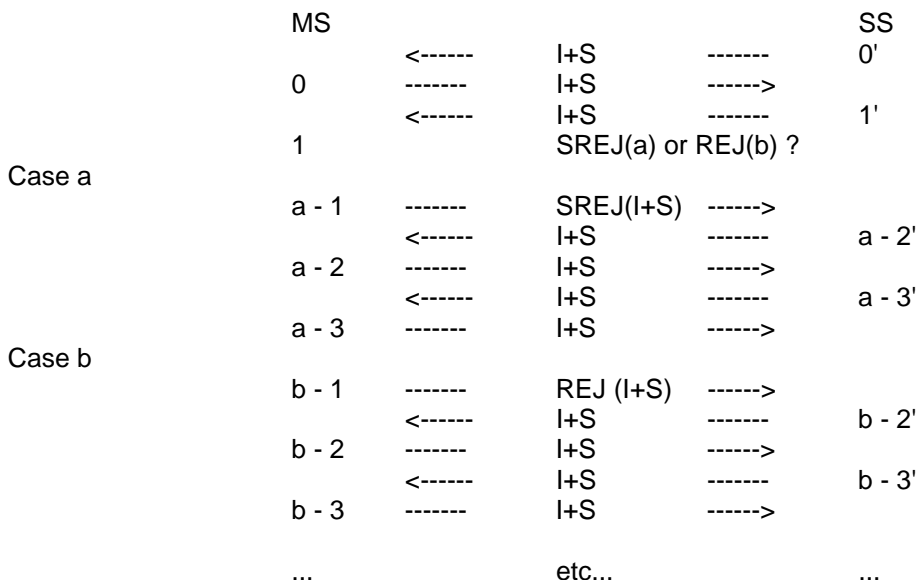 MS SS
<------ I+S ------- 0'
0 ------- I+S ------>
<------ I+S ------- 1'
1 SREJ(a) or REJ(b) ?
Case a
a - 1 ------- SREJ(I+S) ------>
<------ I+S ------- a - 2'
a - 2 ------- I+S ------>
<------ I+S ------- a - 3'
a - 3 ------- I+S ------>
Case b
b - 1 ------- REJ (I+S) ------>
<------ I+S ------- b - 2'
b - 2 ------- I+S ------>
<------ I+S ------- b - 3'
b - 3 ------- I+S ------>
... etc... ...